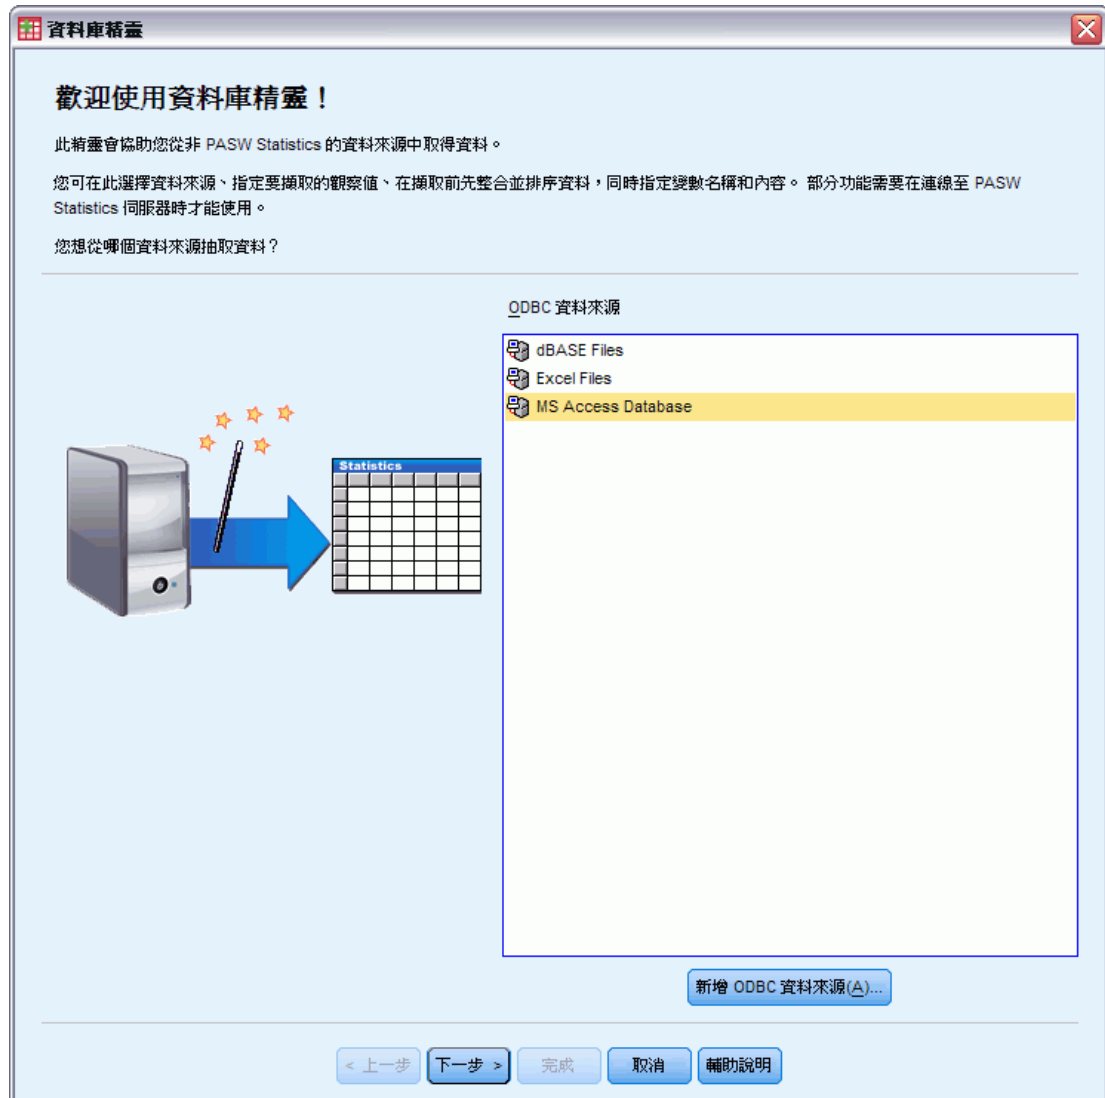 資料庫精靈
歡迎使用資料庫精靈！
此精靈會協助您從非 PASW Statistics 的資料來源中取得資料。
您可在此選擇資料來源、指定要擷取的觀察值、在擷取前先整合並排序資料，同時指定變數名稱和內容。 部分功能需要在連線至 PASW
Statistics 伺服器時才能使用。
您想從哪個資料來源抽取資料？
ODBC 資料來源
dBASE Files
Excel Files
MS Access Database
Statistics
新增 ODBC 資料來源(A)...
< 上一步
下一步 >
完成
取消
輔助說明